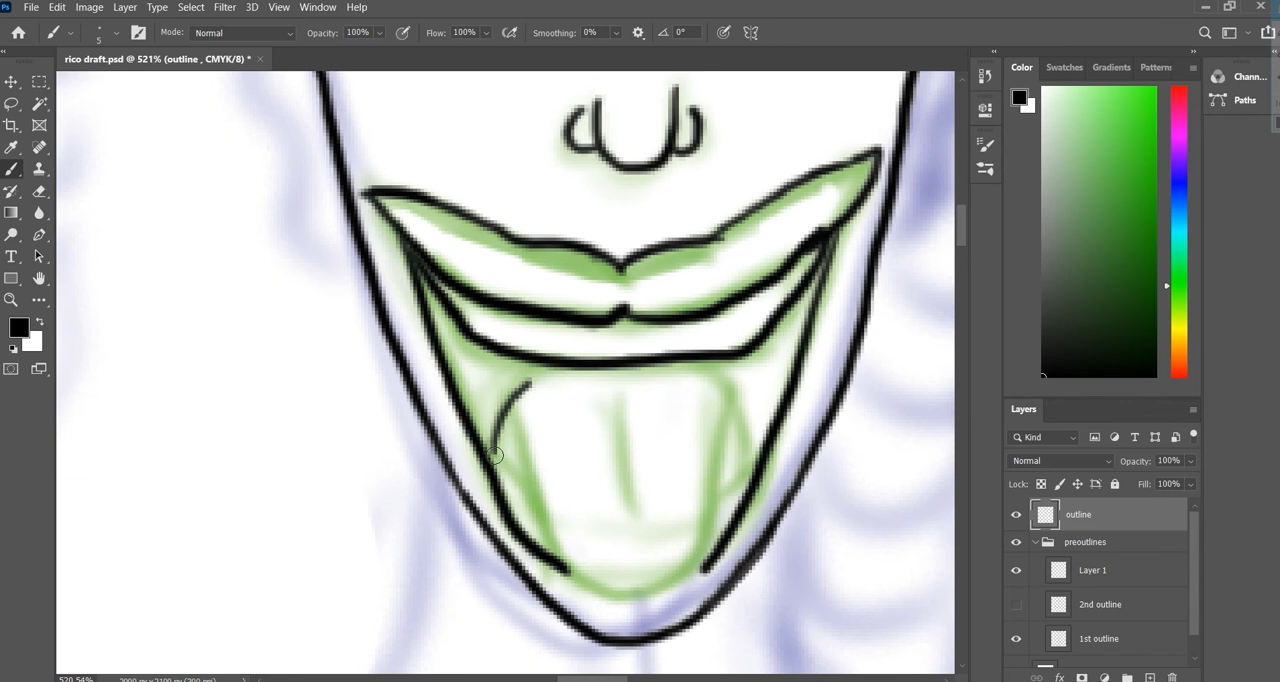 Ps File Edit Image Layer Type Select Filter 3D View Window Help
5 Mode: Normal Opacity: 100% Flow: 100% Smoothing: 0% 0°
rico draft.psd @ 521% (outline , CMYK/8) *
Color Swatches Gradients Patterns
Chann...
Paths
Layers
Kind
Normal Opacity: 100%
Lock: Fill: 100%
outline
preoutlines
Layer 1
2nd outline
1st outline
fx
520.54% 2000 px x 2100 px (300 ppi)